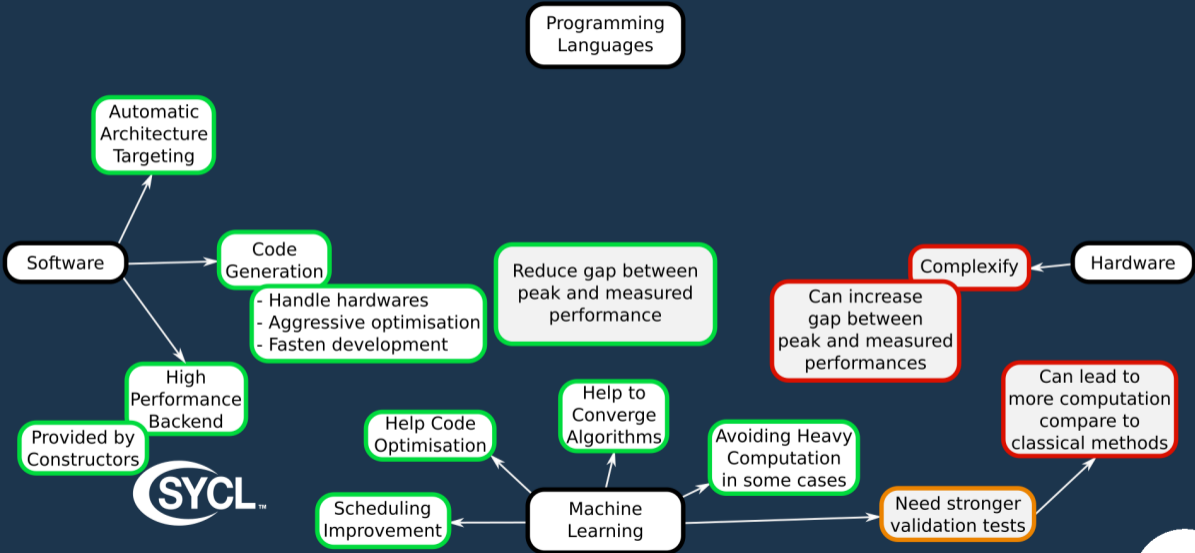 Programming
Languages
Automatic
Architecture
Targeting
Software
Code
Generation
- Handle hardwares
- Aggressive optimisation
- Fasten development
High
Performance
Backend
Provided by
Constructors
SYCL™
Reduce gap between
peak and measured
performance
Complexify
Hardware
Can increase
gap between
peak and measured
performances
Can lead to
more computation
compare to
classical methods
Help Code
Optimisation
Help to
Converge
Algorithms
Avoiding Heavy
Computation
in some cases
Scheduling
Improvement
Machine
Learning
Need stronger
validation tests